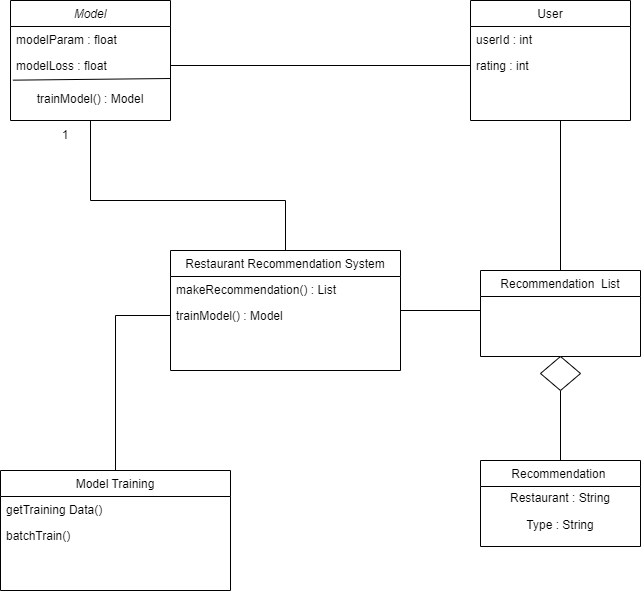 Model
modelParam : float
modelLoss : float
trainModel() : Model
1
User
userId : int
rating : int
Restaurant Recommendation System
makeRecommendation() : List
trainModel() : Model
Recommendation List
Model Training
getTraining Data()
batchTrain()
Recommendation
Restaurant : String
Type : String